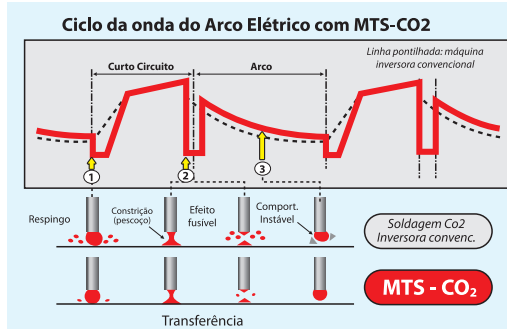 Ciclo da onda do Arco Elétrico com MTS-CO2
Curto Circuito
Arco
Linha pontilhada: máquina
inversora convencional
1
2
3
Respingo
Constrição
(pescoço)
Efeito
fusível
Comport.
Instável
Soldagem Co2
Inversora convenc.
MTS - CO₂
Transferência